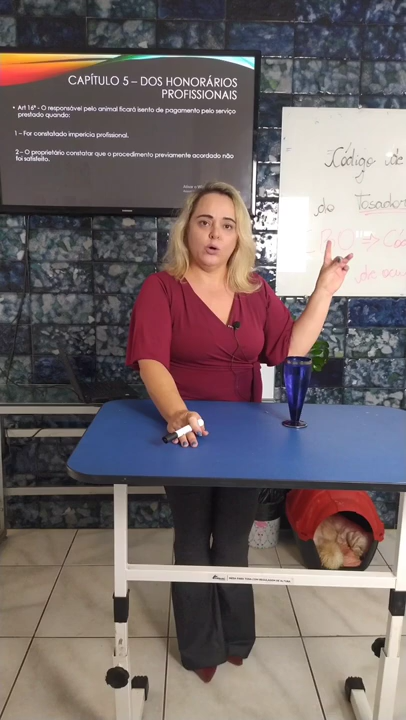 CAPÍTULO 5 – DOS HONORÁRIOS
PROFISSIONAIS
• Art 16º - O responsável pelo animal ficará isento de pagamento pelo serviço
prestado quando:
1 – For constatado imperícia profissional.
2 – O proprietário constatar que o procedimento previamente acordado não
foi satisfeito.
Código de
do Tosador